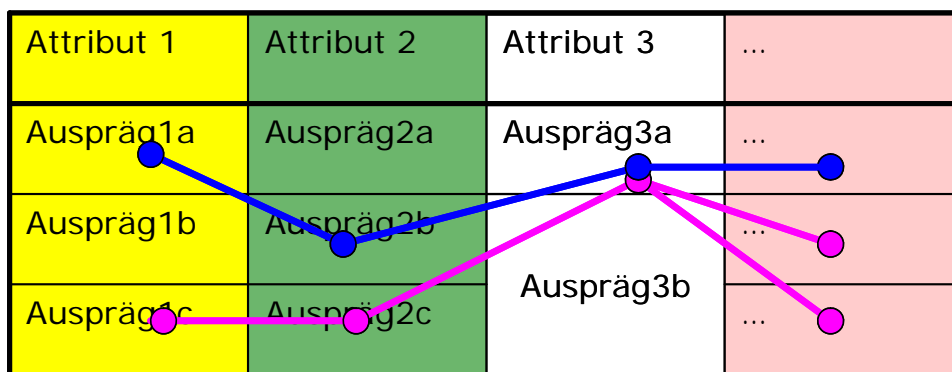 Attribut 1 Attribut 2 Attribut 3 ...
Auspräg1a Auspräg2a Auspräg3a ...
Auspräg1b Auspräg2b ...
Auspräg3b
Auspräg1c Auspräg2c ...